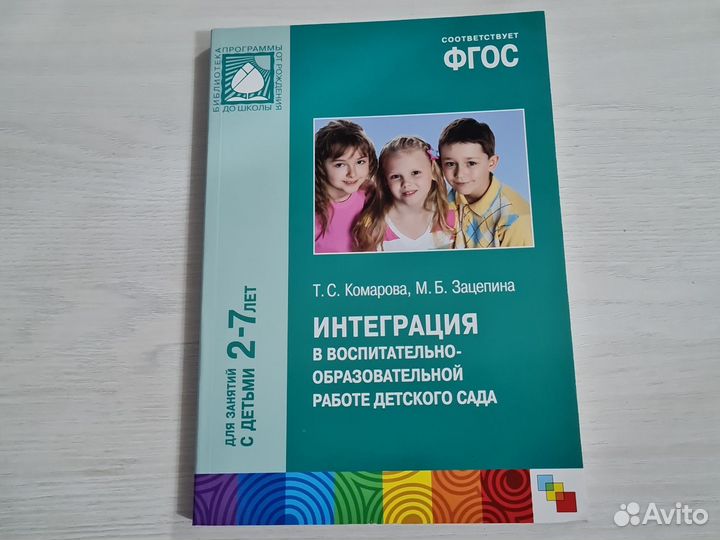 БИБЛИОТЕКА
ПРОГРАММЫ
ОТ РОЖДЕНИЯ
ДО ШКОЛЫ
СООТВЕТСТВУЕТ
ФГОС
Т. С. Комарова, М. Б. Зацепина
ИНТЕГРАЦИЯ
В ВОСПИТАТЕЛЬНО-
ОБРАЗОВАТЕЛЬНОЙ
РАБОТЕ ДЕТСКОГО САДА
ДЛЯ ЗАНЯТИЙ
С ДЕТЬМИ 2-7 ЛЕТ
Avito